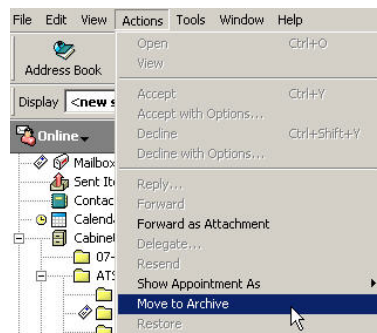 File Edit View Actions Tools Window Help
Address Book
Open Ctrl+O
View
Display <new s
Accept Ctrl+Y
Accept with Options...
Decline Ctrl+Shift+Y
Decline with Options...
Online
Mailbox
Sent Ite
Contac
Calenda
Cabinet
07-
ATS
Reply...
Forward
Forward as Attachment
Delegate...
Resend
Show Appointment As
Move to Archive
Restore